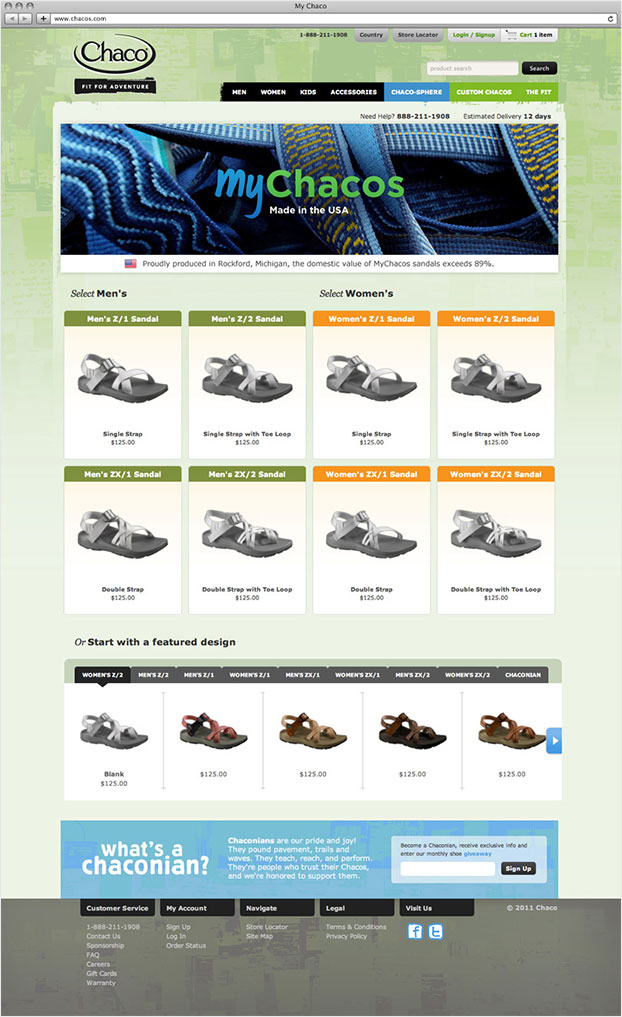 My Chaco
www.chacos.com
1-888-211-1908 Country Store Locator Login / Signup Cart 1 item
Chaco
FIT FOR ADVENTURE
product search Search
MEN WOMEN KIDS ACCESSORIES CHACO-SPHERE CUSTOM CHACOS THE FIT
Need Help? 888-211-1908 Estimated Delivery 12 days
MyChacos
Made in the USA
Proudly produced in Rockford, Michigan, the domestic value of MyChacos sandals exceeds 89%.
Select Men's Select Women's
Men's Z/1 Sandal Men's Z/2 Sandal Women's Z/1 Sandal Women's Z/2 Sandal
Single Strap Single Strap with Toe Loop Single Strap Single Strap with Toe Loop
$125.00 $125.00 $125.00 $125.00
Men's ZX/1 Sandal Men's ZX/2 Sandal Women's ZX/1 Sandal Women's ZX/2 Sandal
Double Strap Double Strap with Toe Loop Double Strap Double Strap with Toe Loop
$125.00 $125.00 $125.00 $125.00
Or Start with a featured design
WOMEN'S Z/2 MEN'S Z/2 MEN'S Z/1 WOMEN'S Z/1 MEN'S ZX/1 WOMEN'S ZX/1 MEN'S ZX/2 WOMEN'S ZX/2 CHACONIAN
Blank $125.00 $125.00 $125.00 $125.00
$125.00
what's a
chaconian?
Chaconians are our pride and joy!
They pound pavement, trails and
waves. They teach, reach, and perform.
They're people who trust their Chacos,
and we're honored to support them.
Become a Chaconian, receive exclusive info and
enter our monthly shoe giveaway
Sign Up
Customer Service My Account Navigate Legal Visit Us © 2011 Chaco
1-888-211-1908 Sign Up Store Locator Terms & Conditions
Contact Us Log In Site Map Privacy Policy
Sponsorship Order Status
FAQ
Careers
Gift Cards
Warranty